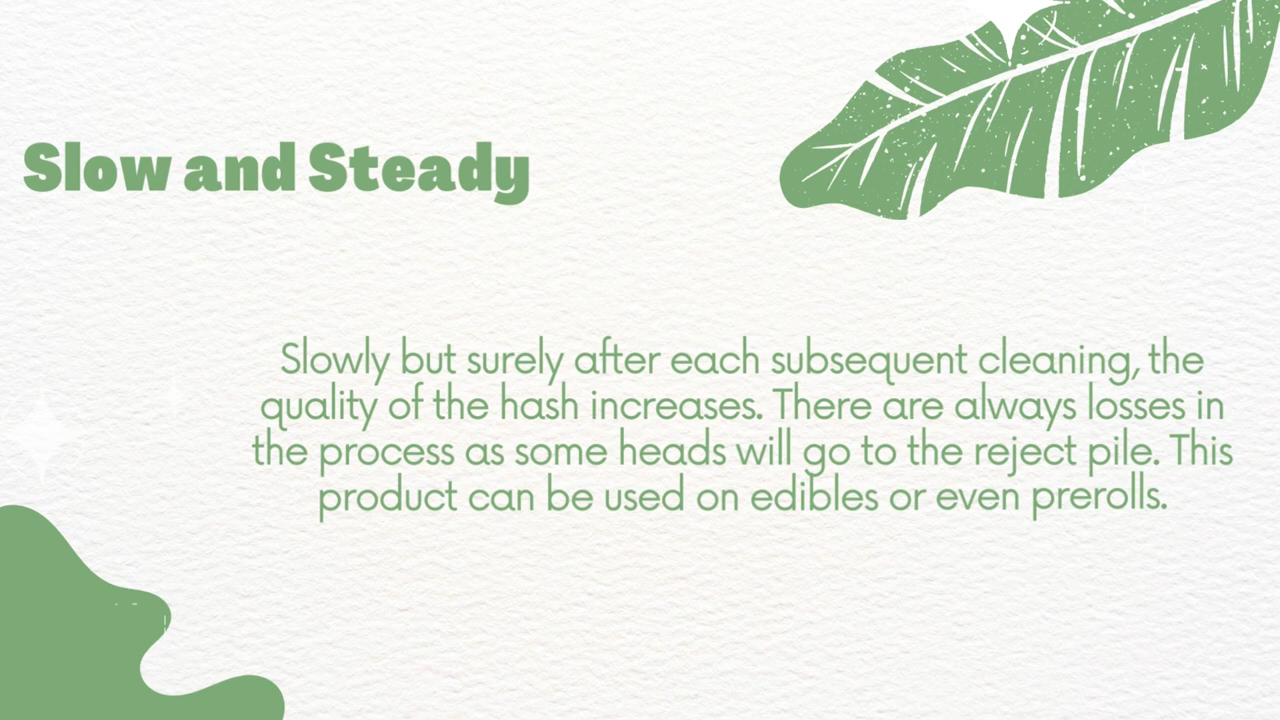 Slow and Steady
Slowly but surely after each subsequent cleaning, the
quality of the hash increases. There are always losses in
the process as some heads will go to the reject pile. This
product can be used on edibles or even prerolls.